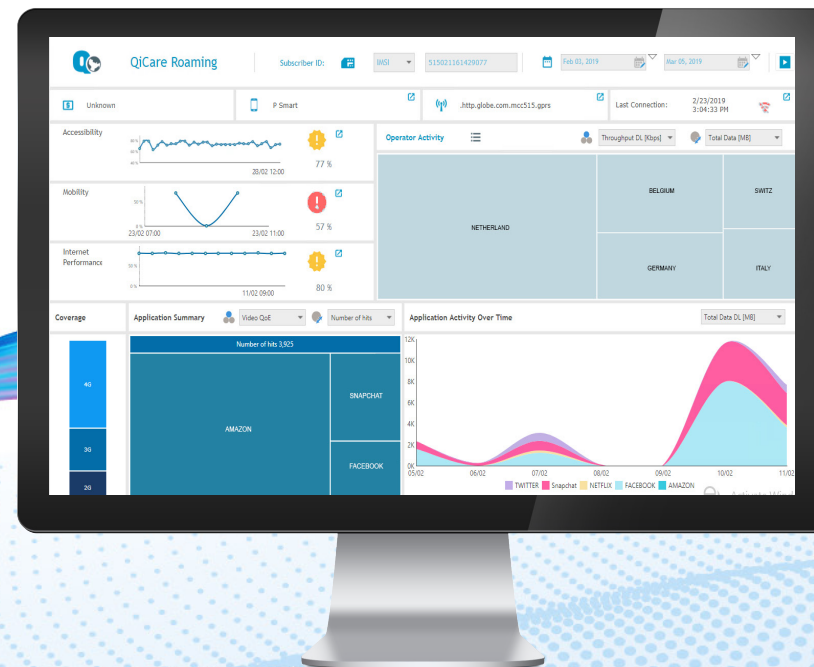 QiCare Roaming
Subscriber ID:
IMSI
515021161429077
Feb 03, 2019
Mar 05, 2019
$ Unknown
P Smart
.http.globe.com.mcc515.gprs
Last Connection:
2/23/2019
3:04:33 PM
Accessibility
28/02 12:00
77 %
Mobility
23/02 07:00
23/02 11:00
57 %
Internet
Performance
11/02 09:00
80 %
Operator Activity
Throughput DL [Kbps]
Total Data [MB]
NETHERLAND
BELGIUM
SWITZ
GERMANY
ITALY
Coverage
4G
3G
2G
Application Summary
Video QoE
Number of hits
Number of hits 3,925
AMAZON
SNAPCHAT
FACEBOOK
Application Activity Over Time
Total Data DL [MB]
12K
10K
8K
6K
4K
2K
0K
05/02
06/02
07/02
08/02
09/02
10/02
11/02
TWITTER Snapchat NETFLIX FACEBOOK AMAZON